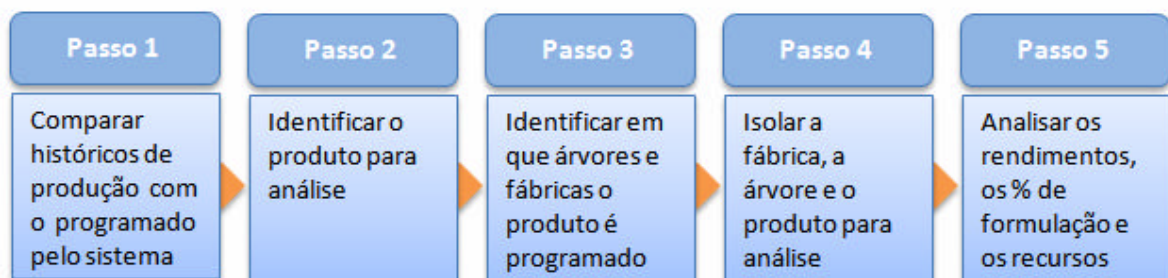 Passo 1
Comparar
históricos de
produção com
o programado
pelo sistema
Passo 2
Identificar o
produto para
análise
Passo 3
Identificar em
que árvores e
fábricas o
produto é
programado
Passo 4
Isolar a
fábrica, a
árvore e o
produto para
análise
Passo 5
Analisar os
rendimentos,
os % de
formulação e
os recursos